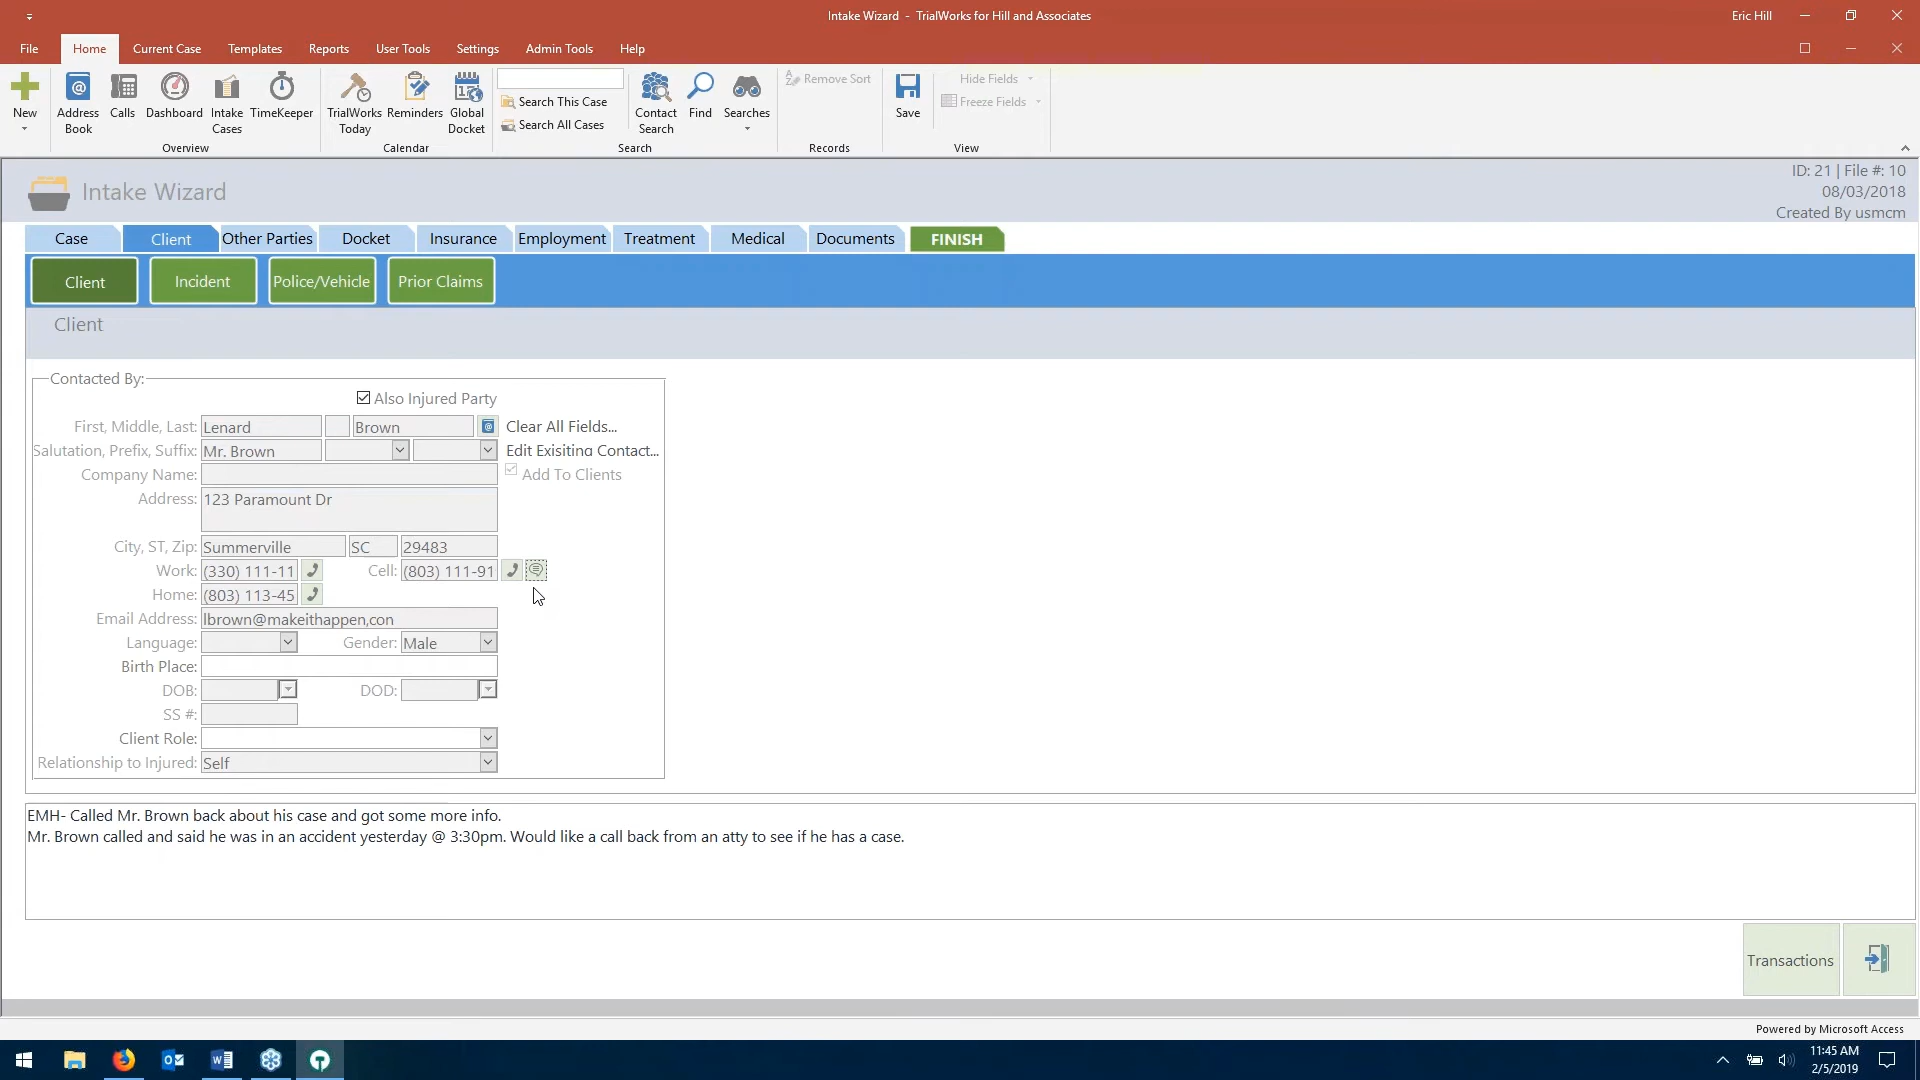 Intake Wizard - TrialWorks for Hill and Associates
Eric Hill
File Home Current Case Templates Reports User Tools Settings Admin Tools Help
New
Address Book
Calls
Dashboard
Intake Cases
TimeKeeper
Overview
TrialWorks Today
Reminders
Global Docket
Calendar
Search This Case
Search All Cases
Contact Search
Find
Searches
Search
Remove Sort
Records
Save
Hide Fields
Freeze Fields
View
Intake Wizard
ID: 21 | File #: 10
08/03/2018
Created By usmcm
Case Client Other Parties Docket Insurance Employment Treatment Medical Documents FINISH
Client Incident Police/Vehicle Prior Claims
Client
Contacted By:
Also Injured Party
First, Middle, Last: Lenard Brown Clear All Fields...
Salutation, Prefix, Suffix: Mr. Brown Edit Exisiting Contact...
Company Name: Add To Clients
Address: 123 Paramount Dr
City, ST, Zip: Summerville SC 29483
Work: (330) 111-11 Cell: (803) 111-91
Home: (803) 113-45
Email Address: lbrown@makeithappen,con
Language: Gender: Male
Birth Place:
DOB: DOD:
SS #:
Client Role:
Relationship to Injured: Self
EMH- Called Mr. Brown back about his case and got some more info.
Mr. Brown called and said he was in an accident yesterday @ 3:30pm. Would like a call back from an atty to see if he has a case.
Transactions
Powered by Microsoft Access
11:45 AM
2/5/2019